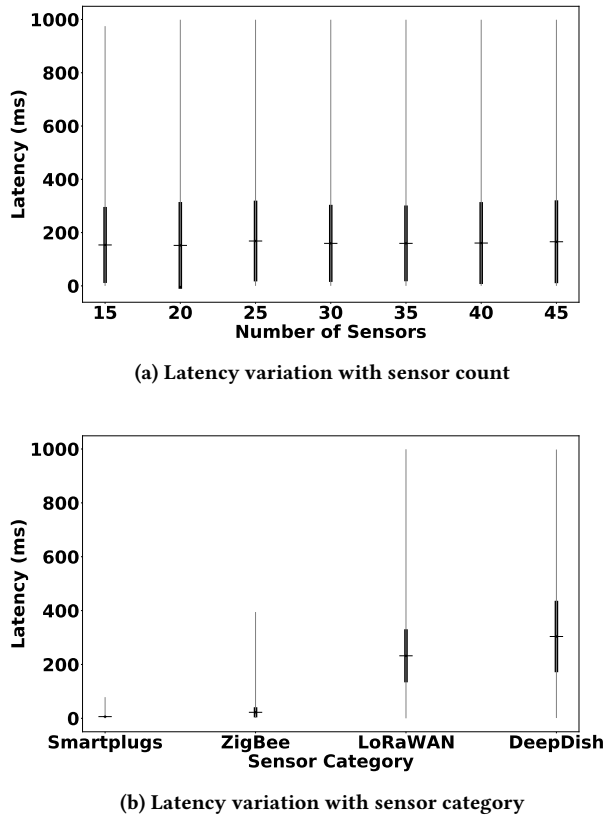 1000
800
600
400
200
0
Latency (ms)
15 20 25 30 35 40 45
Number of Sensors
(a) Latency variation with sensor count
1000
800
600
400
200
0
Latency (ms)
Smartplugs ZigBee LoRaWAN DeepDish
Sensor Category
(b) Latency variation with sensor category